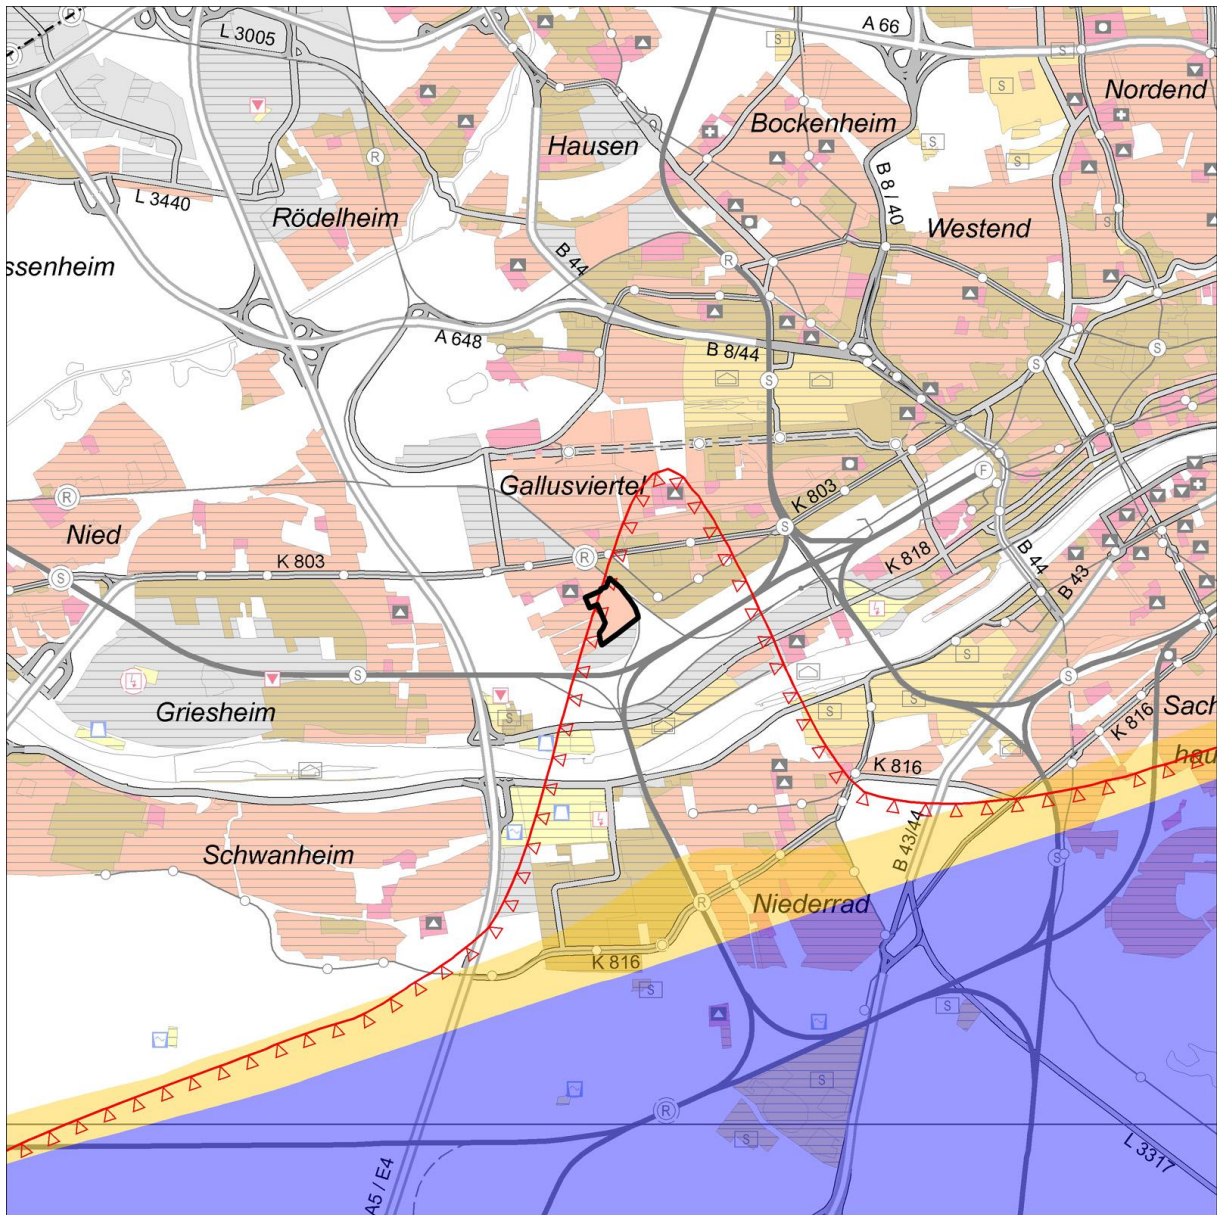 L 3005
A 66
Nordend
Bockenheim
Hausen
L 3440
Rödelheim
B 8 / 40
Westend
ssenheim
B 44
A 648
B 8/44
Gallusviertel
K 803
Nied
K 803
K 818
B 44
B 43
Griesheim
K 816
Sach
hau
K 816
Schwanheim
B 43/44
Niederrad
K 816
A5 / E4
L 3317
R
R
R
R
R
R
R
S
S
S
S
S
S
S
S
F
S
S
S
S
S
S
S
S
S
S
S
S
S
S